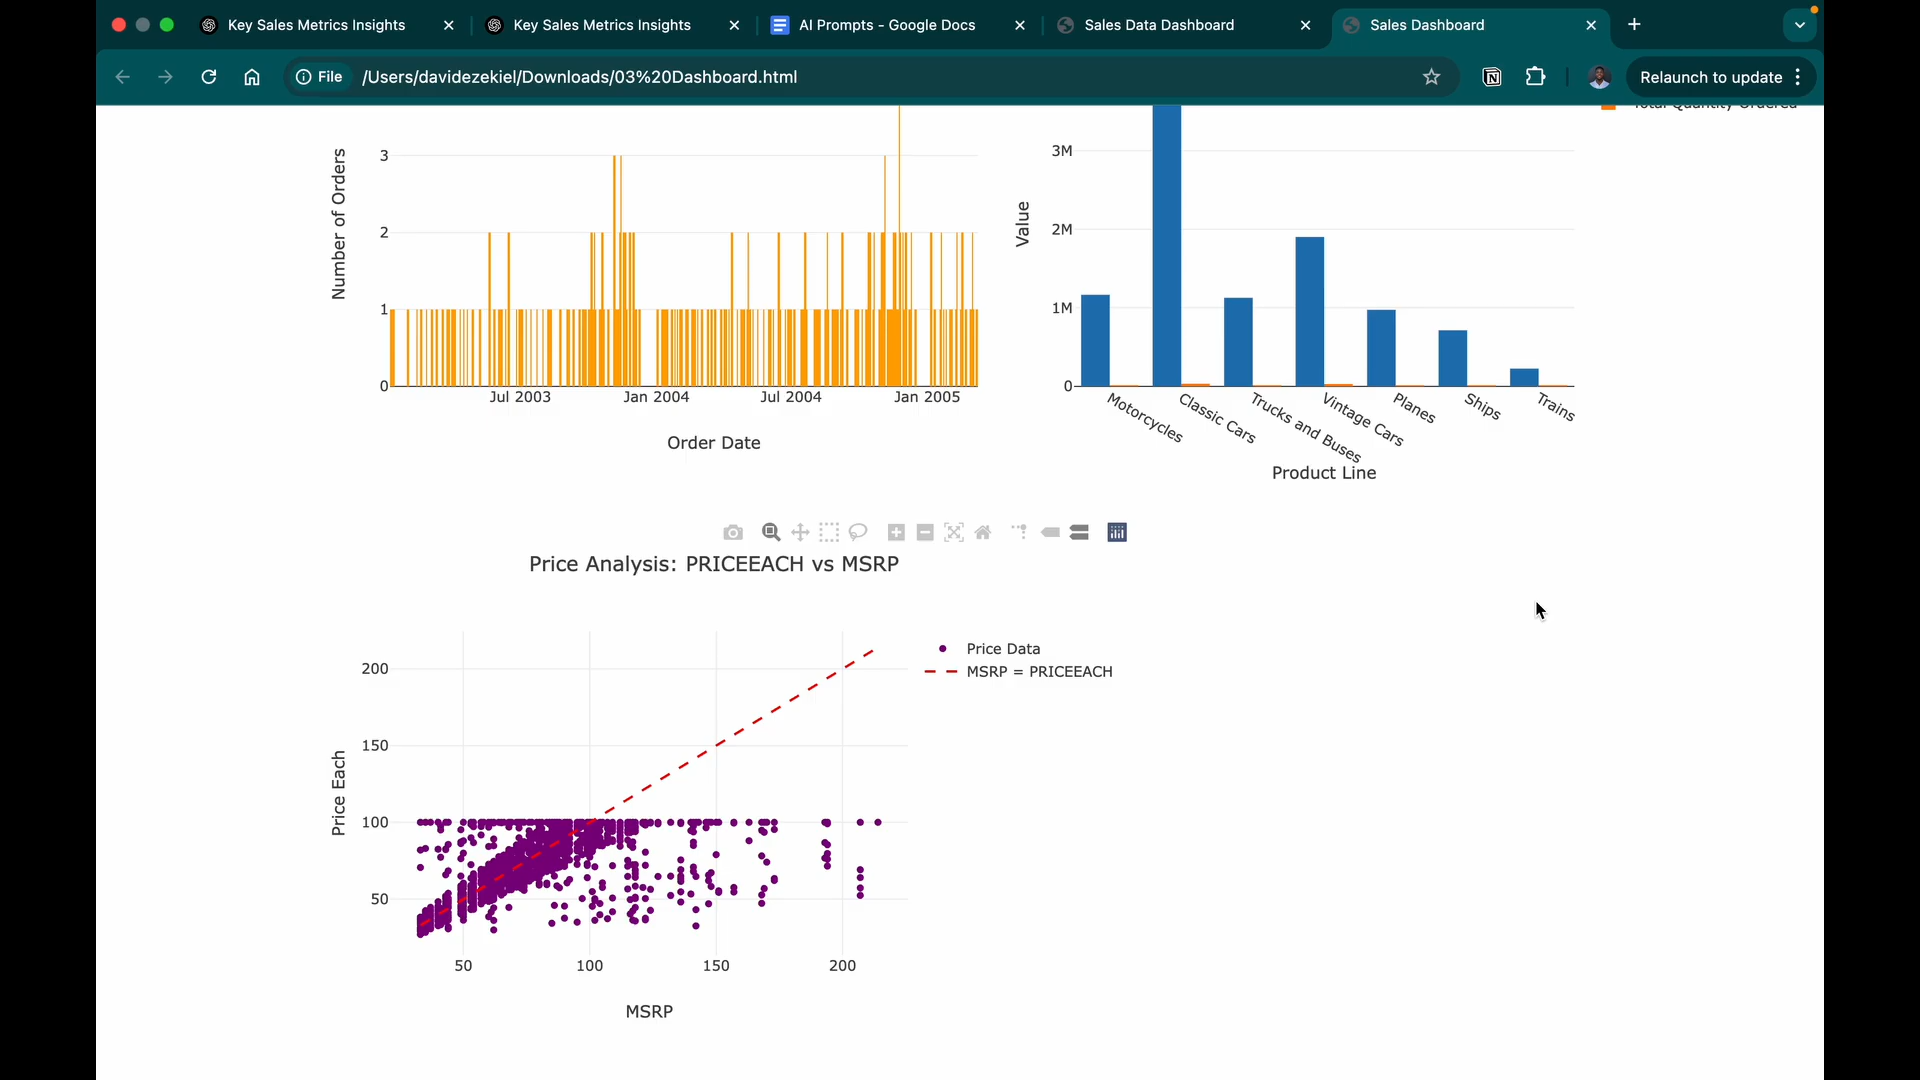 Key Sales Metrics Insights
Key Sales Metrics Insights
AI Prompts - Google Docs
Sales Data Dashboard
Sales Dashboard
File
/Users/davidezekiel/Downloads/03%20Dashboard.html
Relaunch to update
Total Quantity Ordered
Number of Orders
3
2
1
0
Jul 2003
Jan 2004
Jul 2004
Jan 2005
Order Date
Value
3M
2M
1M
0
Motorcycles
Classic Cars
Trucks and Buses
Vintage Cars
Planes
Ships
Trains
Product Line
Price Analysis: PRICEEACH vs MSRP
Price Each
200
150
100
50
50
100
150
200
MSRP
Price Data
MSRP = PRICEEACH